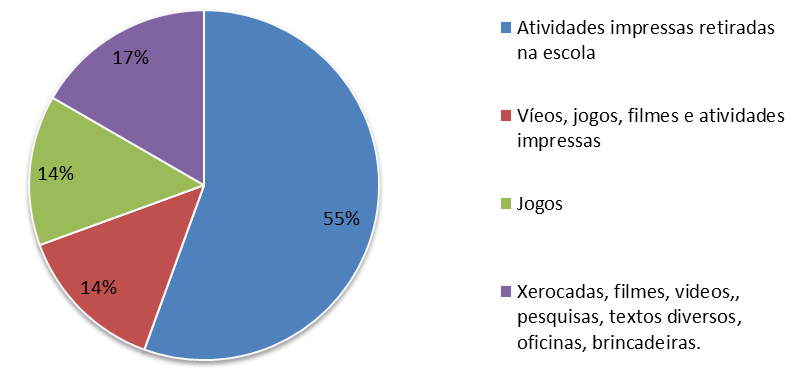 17%
14%
14%
55%
Atividades impressas retiradas
na escola
Víeos, jogos, filmes e atividades
impressas
Jogos
Xerocadas, filmes, videos,,
pesquisas, textos diversos,
oficinas, brincadeiras.